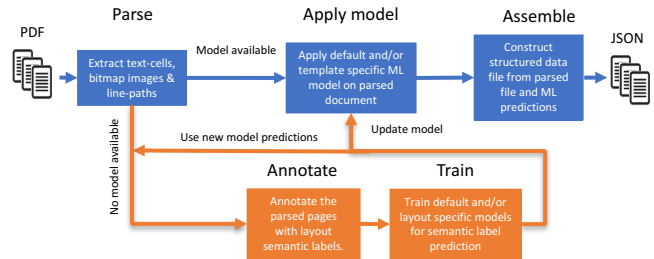 Parse
Apply model
Assemble
PDF
JSON
Extract text-cells,
bitmap images &
line-paths
Model available
Apply default and/or
template specific ML
model on parsed
document
Construct
structured data
file from parsed
file and ML
predictions
No model available
Use new model predictions
Update model
Annotate
Train
Annotate the
parsed pages
with layout
semantic labels.
Train default and/or
layout specific models
for semantic label
prediction